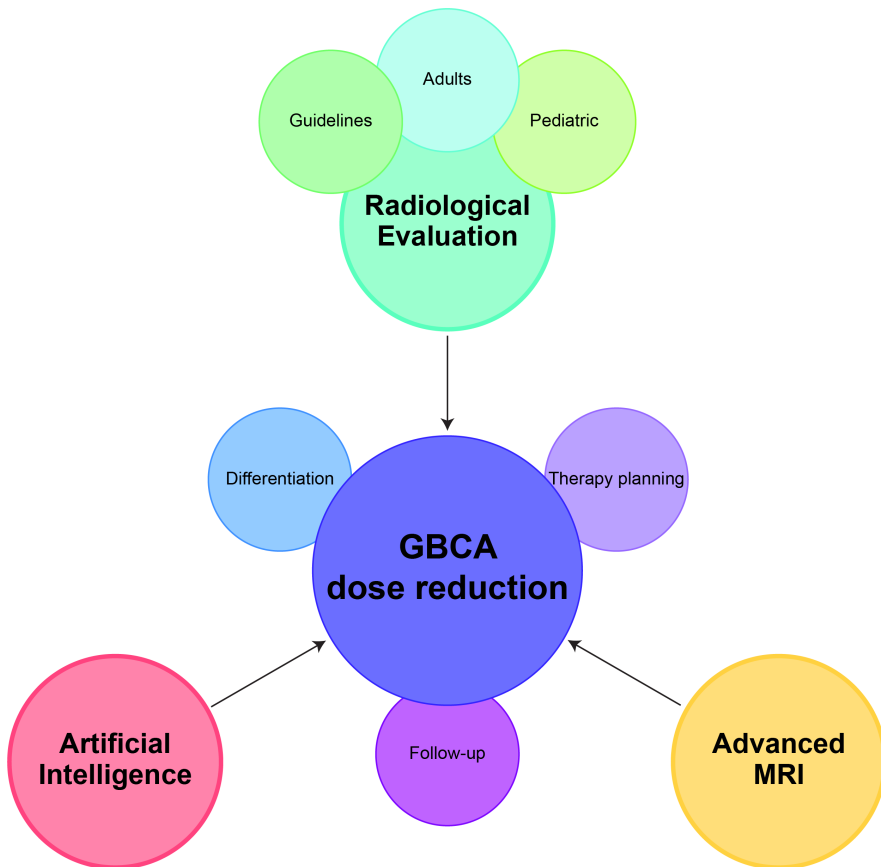 Adults
Guidelines
Pediatric
Radiological
Evaluation
Differentiation
Therapy planning
GBCA
dose reduction
Artificial
Intelligence
Follow-up
Advanced
MRI